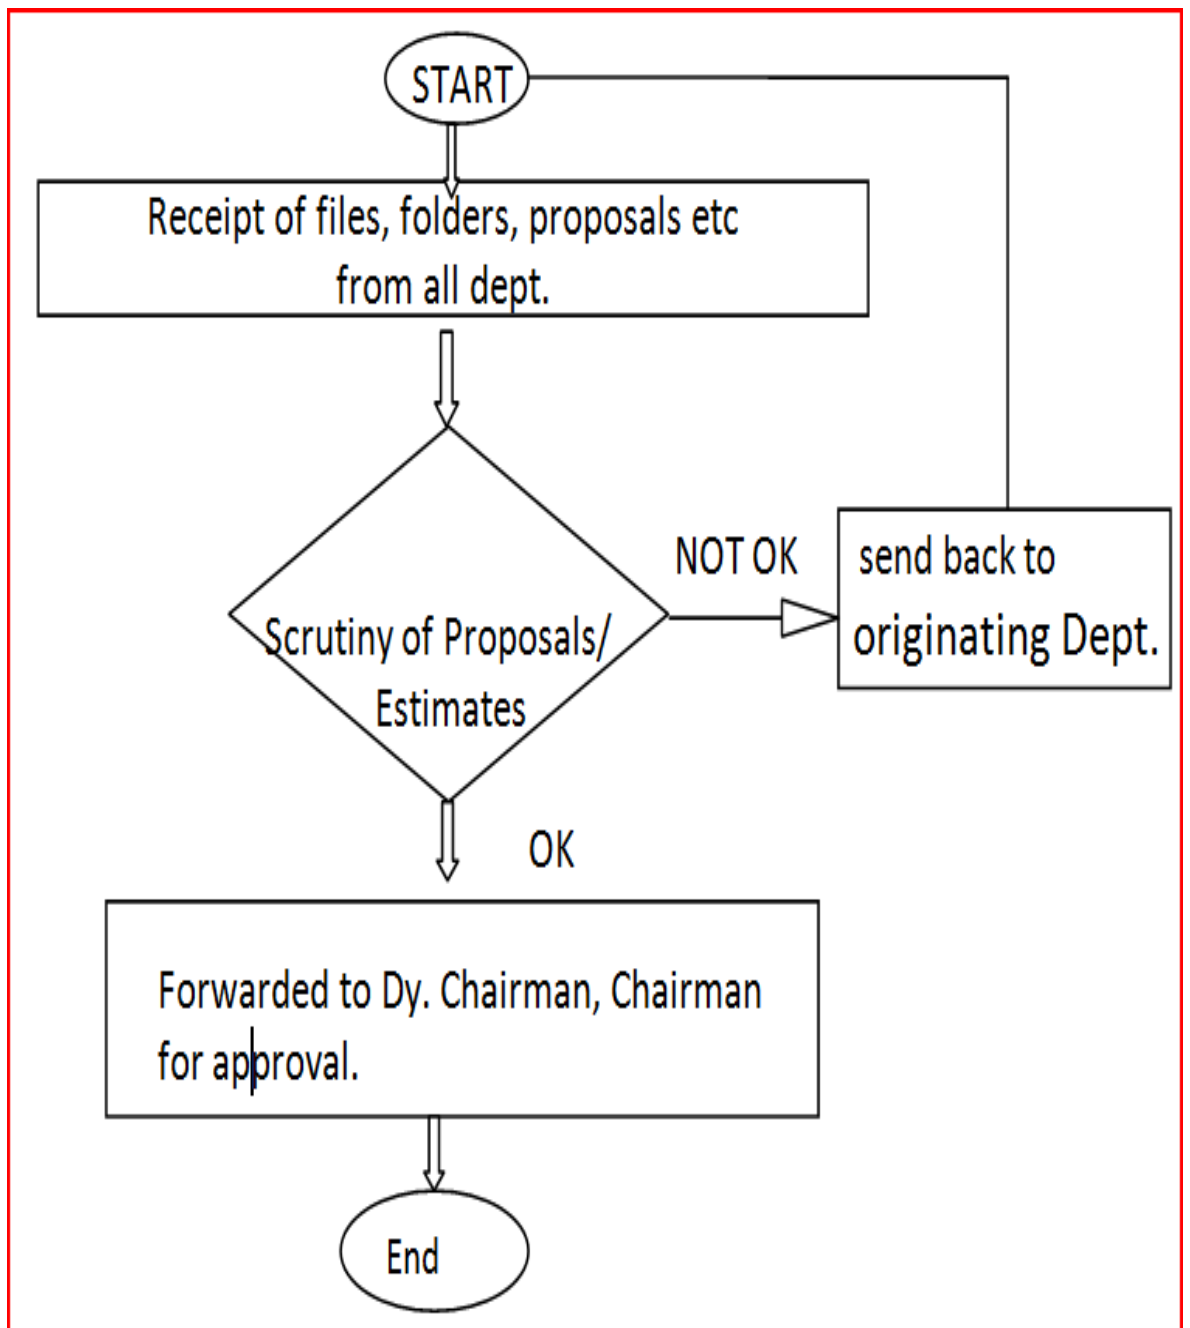 START
Receipt of files, folders, proposals etc
from all dept.
NOT OK
send back to
originating Dept.
Scrutiny of Proposals/
Estimates
OK
Forwarded to Dy. Chairman, Chairman
for approval.
End